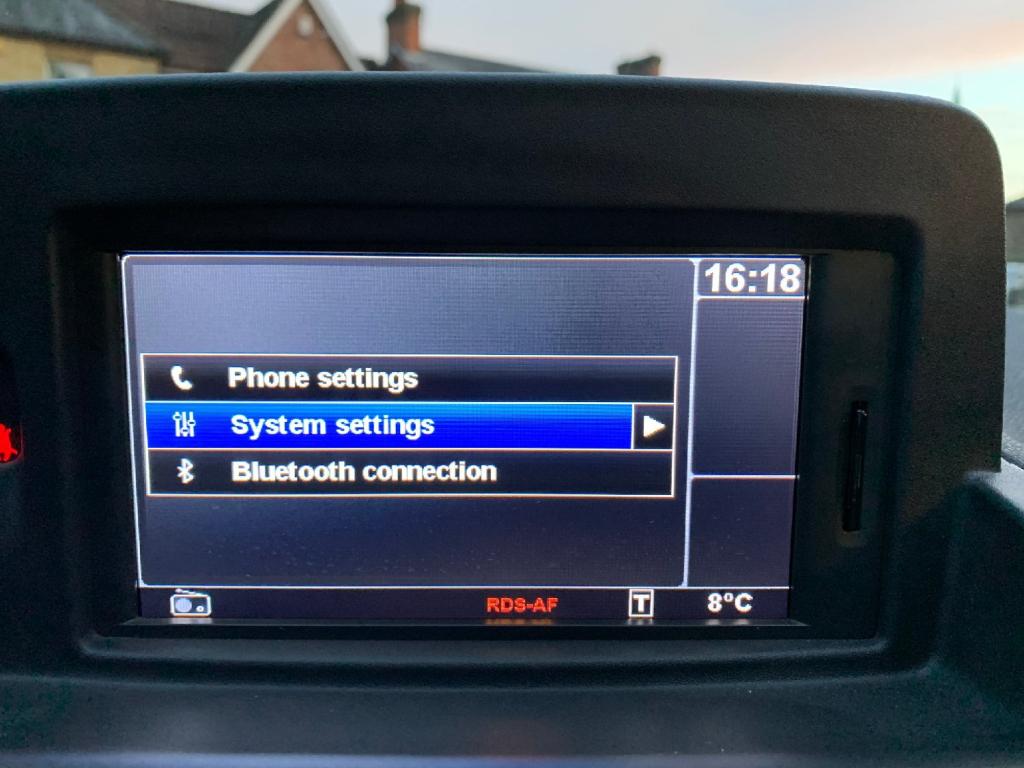 16:18
Phone settings
System settings
Bluetooth connection
RDS-AF
T
8°C